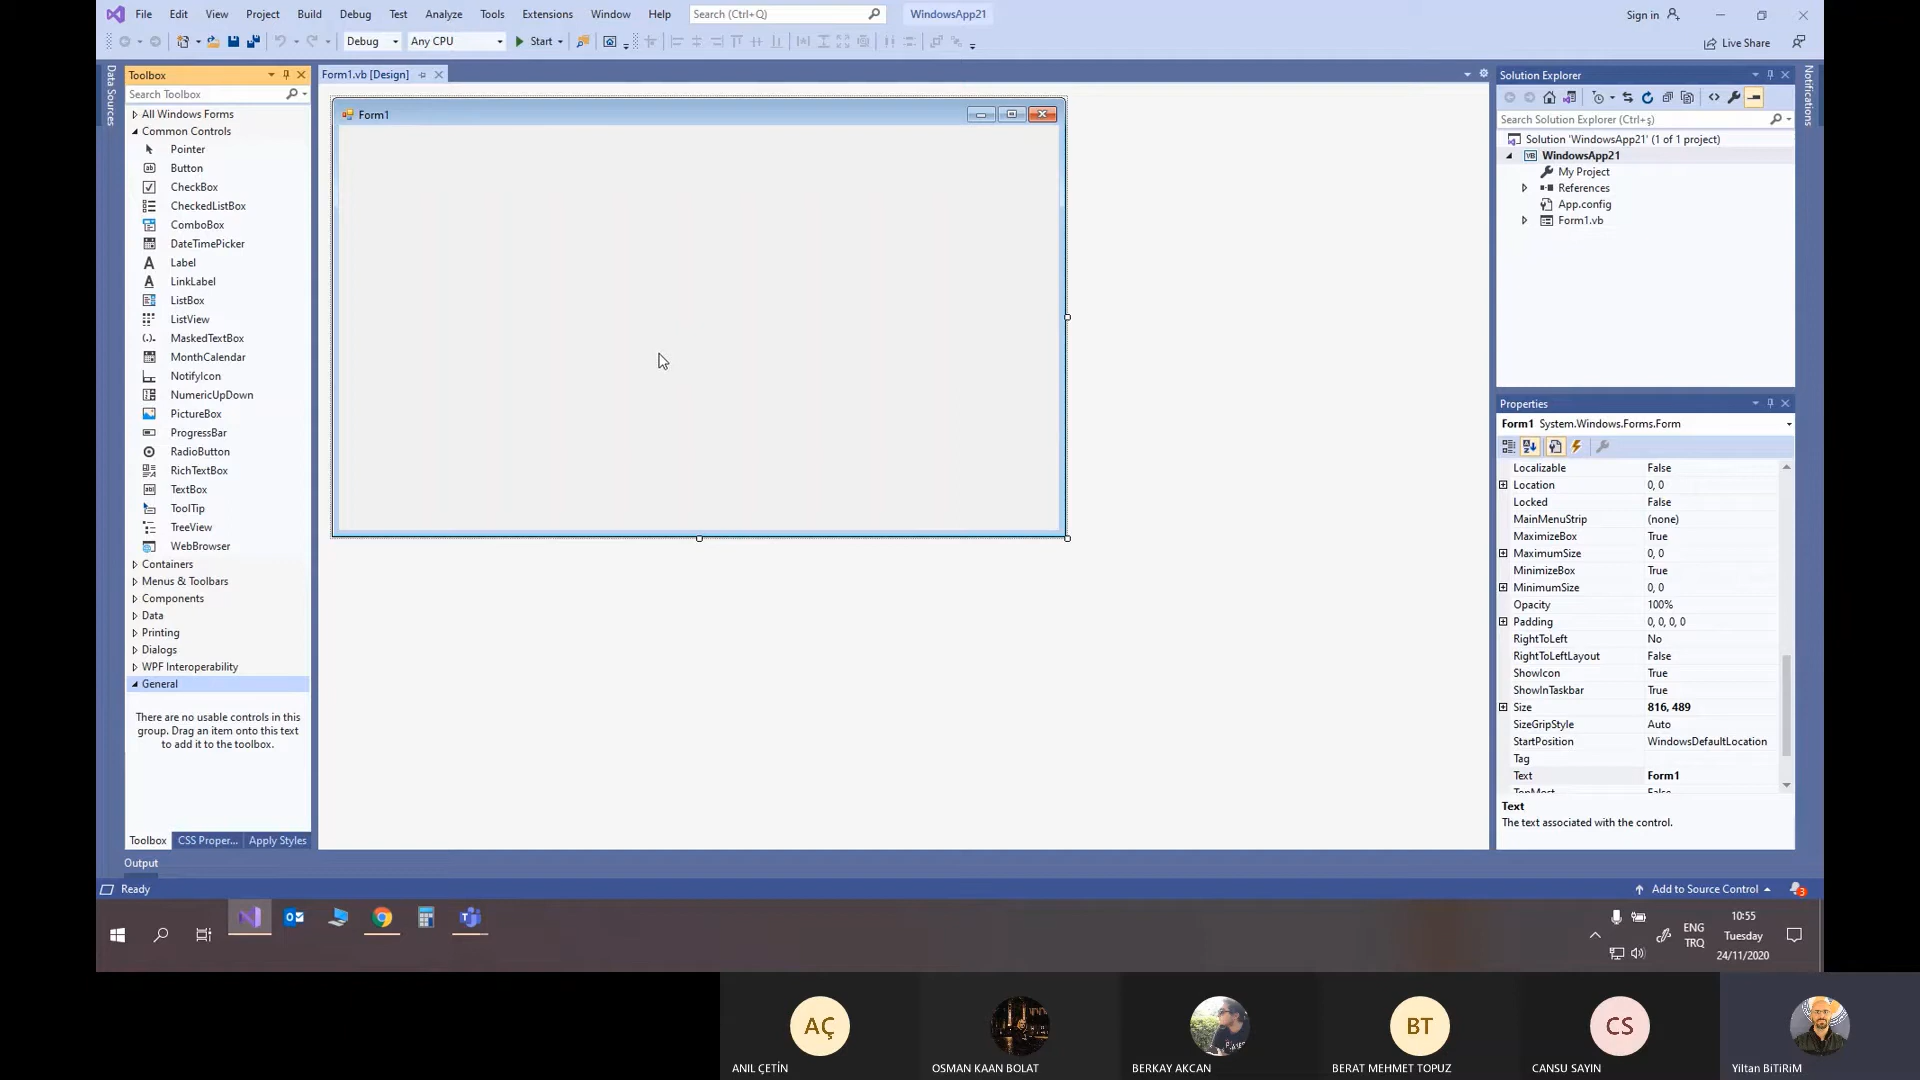 File Edit View Project Build Debug Test Analyze Tools Extensions Window Help Search (Ctrl+Q) WindowsApp21 Sign in
Debug Any CPU Start Live Share
Data Sources
Toolbox
Search Toolbox
All Windows Forms
Common Controls
Pointer
Button
CheckBox
CheckedListBox
ComboBox
DateTimePicker
Label
LinkLabel
ListBox
ListView
MaskedTextBox
MonthCalendar
NotifyIcon
NumericUpDown
PictureBox
ProgressBar
RadioButton
RichTextBox
TextBox
ToolTip
TreeView
WebBrowser
Containers
Menus & Toolbars
Components
Data
Printing
Dialogs
WPF Interoperability
General
There are no usable controls in this
group. Drag an item onto this text
to add it to the toolbox.
Toolbox CSS Proper... Apply Styles
Form1.vb [Design]
Form1
Solution Explorer
Search Solution Explorer (Ctrl+ş)
Solution 'WindowsApp21' (1 of 1 project)
VB WindowsApp21
My Project
References
App.config
Form1.vb
Notifications
Properties
Form1 System.Windows.Forms.Form
Localizable False
Location 0, 0
Locked False
MainMenuStrip (none)
MaximizeBox True
MaximumSize 0, 0
MinimizeBox True
MinimumSize 0, 0
Opacity 100%
Padding 0, 0, 0, 0
RightToLeft No
RightToLeftLayout False
ShowIcon True
ShowInTaskbar True
Size 816, 489
SizeGripStyle Auto
StartPosition WindowsDefaultLocation
Tag
Text Form1
TopMost False
Text
The text associated with the control.
Output
Ready Add to Source Control 3
ENG
TRQ
10:55
Tuesday
24/11/2020
AÇ BT CS
ANIL ÇETİN OSMAN KAAN BOLAT BERKAY AKCAN BERAT MEHMET TOPUZ CANSU SAYIN Yiltan BiTiRiM